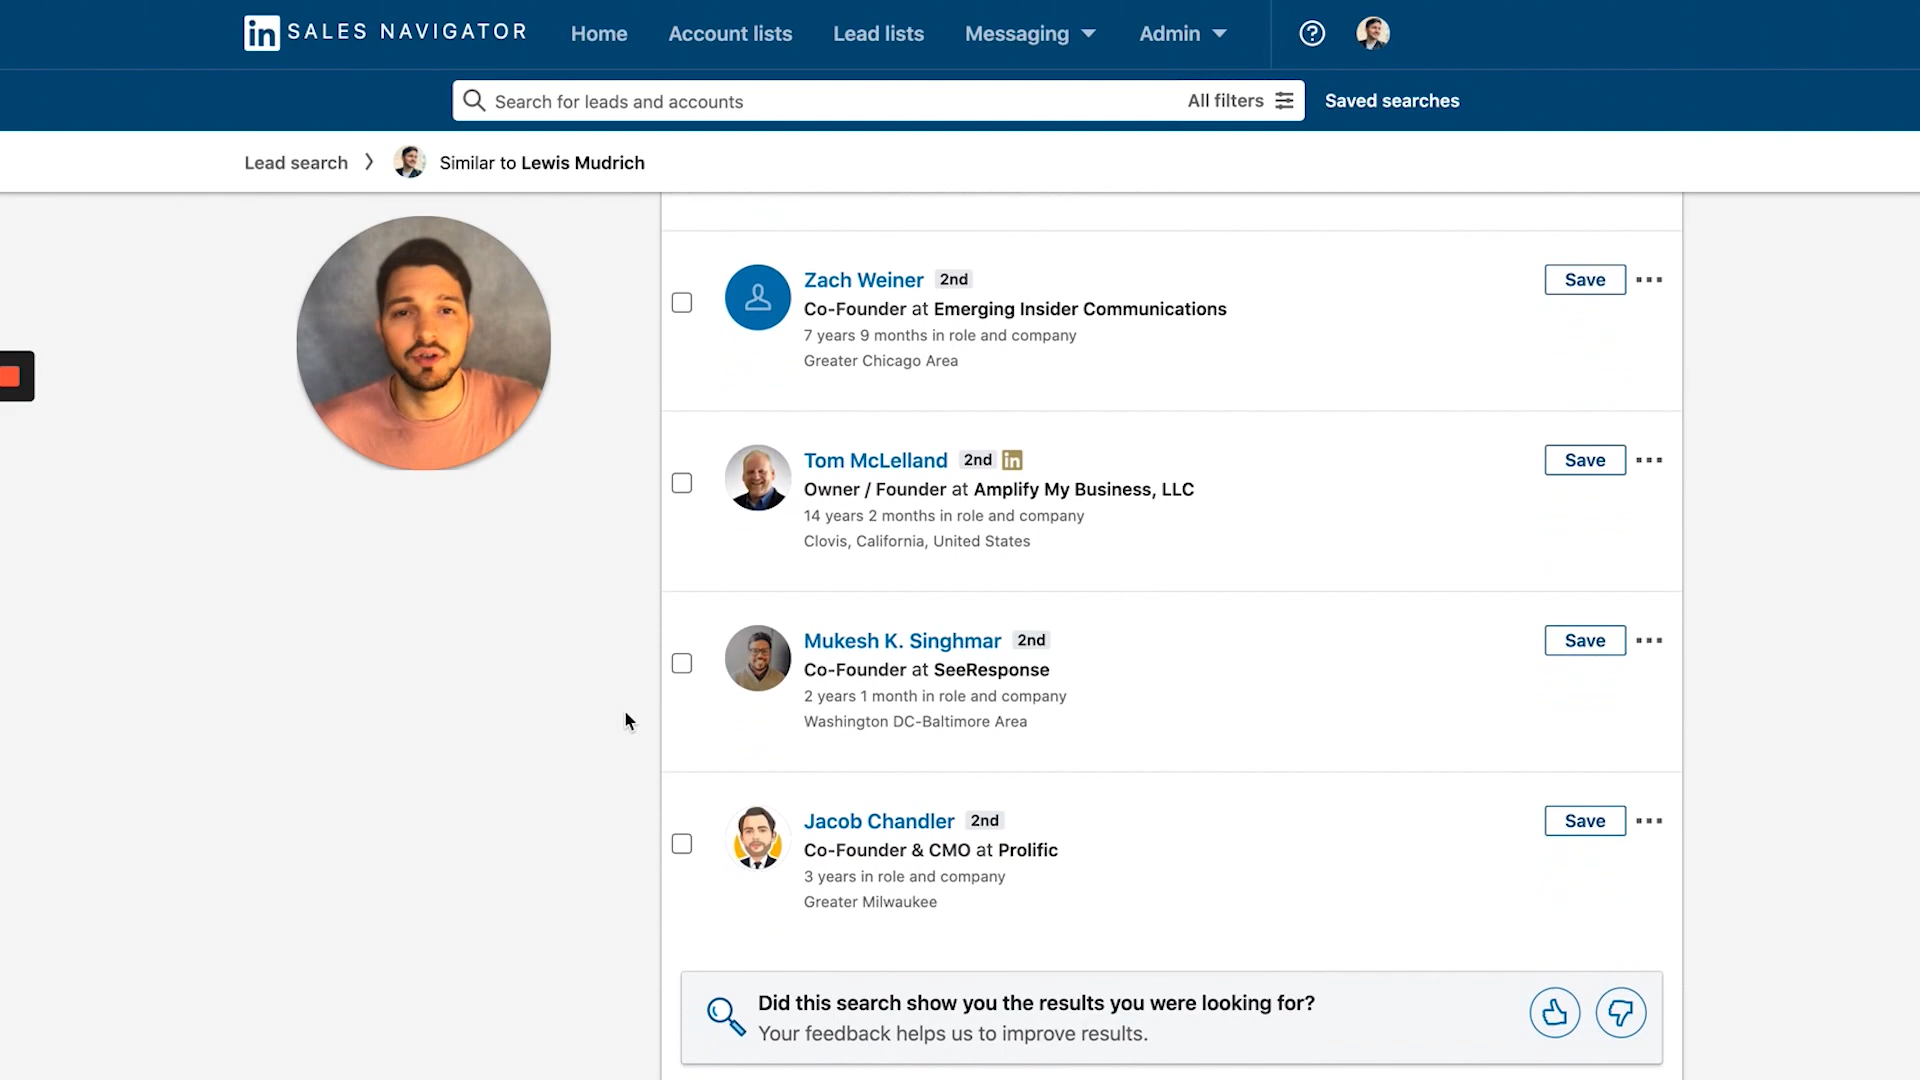 in SALES NAVIGATOR Home Account lists Lead lists Messaging Admin
Search for leads and accounts All filters Saved searches
Lead search Similar to Lewis Mudrich
Zach Weiner 2nd Save
Co-Founder at Emerging Insider Communications
7 years 9 months in role and company
Greater Chicago Area
Tom McLelland 2nd in Save
Owner / Founder at Amplify My Business, LLC
14 years 2 months in role and company
Clovis, California, United States
Mukesh K. Singhmar 2nd Save
Co-Founder at SeeResponse
2 years 1 month in role and company
Washington DC-Baltimore Area
Jacob Chandler 2nd Save
Co-Founder & CMO at Prolific
3 years in role and company
Greater Milwaukee
Did this search show you the results you were looking for?
Your feedback helps us to improve results.